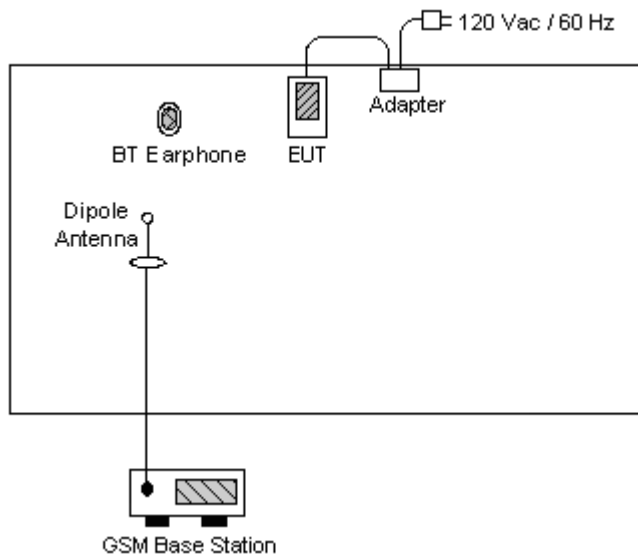 120 Vac / 60 Hz
Adapter
BT Earphone
EUT
Dipole
Antenna
GSM Base Station